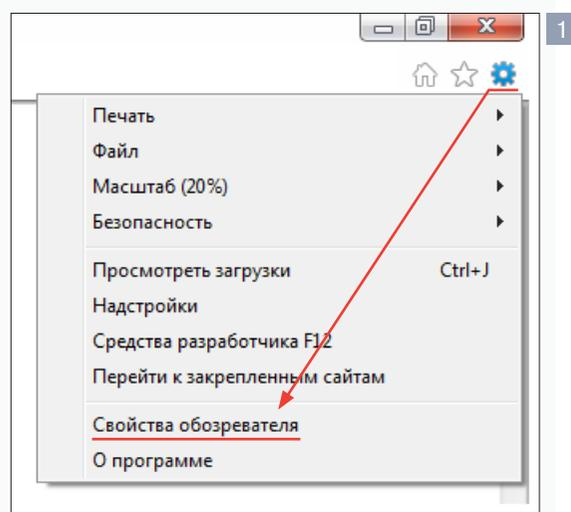 1
Печать
Файл
Масштаб (20%)
Безопасность
Просмотреть загрузки Ctrl+J
Надстройки
Средства разработчика F12
Перейти к закрепленным сайтам
Свойства обозревателя
О программе